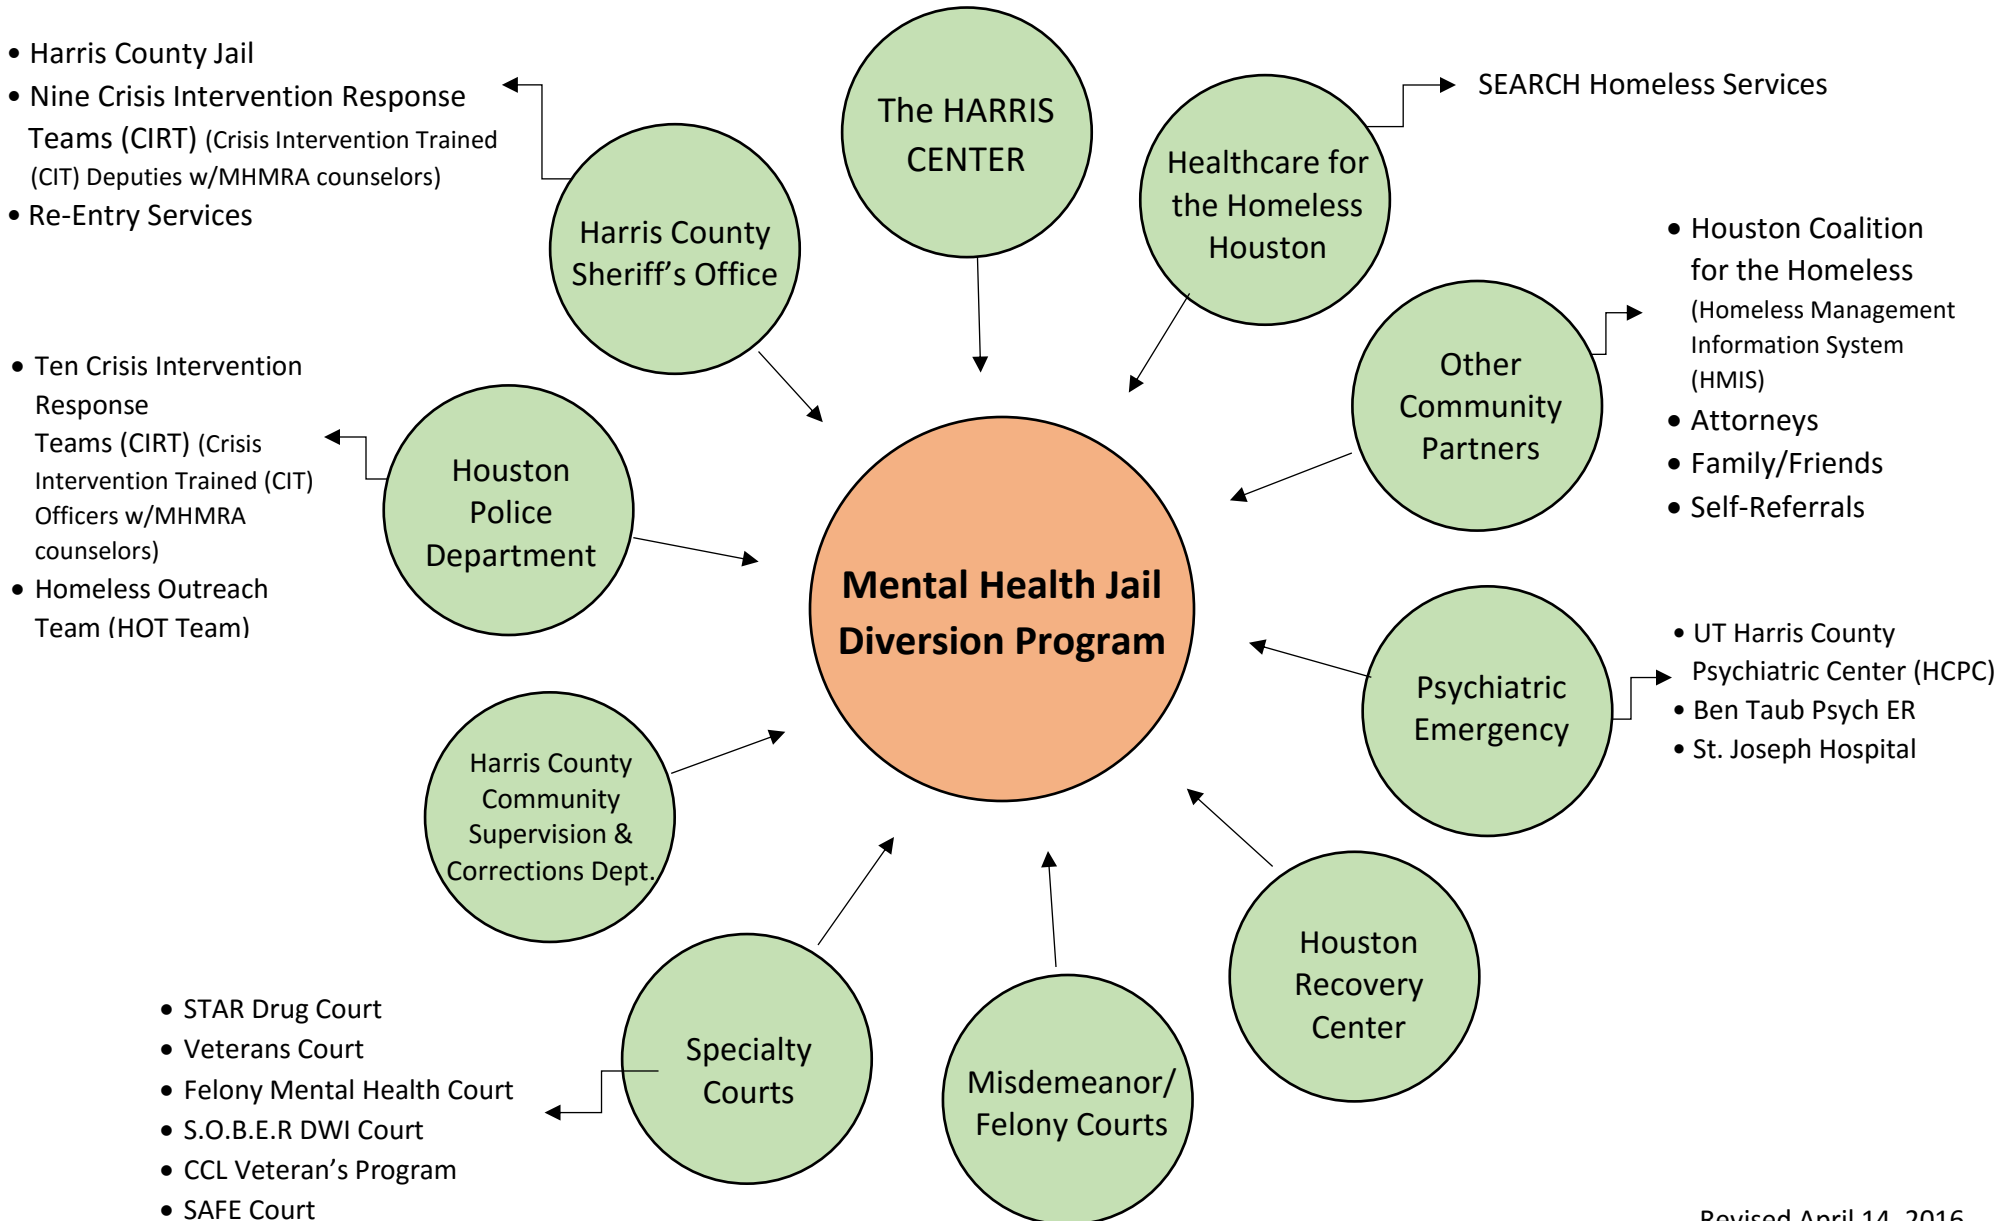 • Harris County Jail
• Nine Crisis Intervention Response
Teams (CIRT) (Crisis Intervention Trained
(CIT) Deputies w/MHMRA counselors)
• Re-Entry Services
Harris County
Sheriff’s Office
The HARRIS
CENTER
Healthcare for
the Homeless
Houston
SEARCH Homeless Services
Other
Community
Partners
• Houston Coalition
for the Homeless
(Homeless Management
Information System
(HMIS)
• Attorneys
• Family/Friends
• Self-Referrals
• Ten Crisis Intervention
Response
Teams (CIRT) (Crisis
Intervention Trained (CIT)
Officers w/MHMRA
counselors)
• Homeless Outreach
Team (HOT Team)
Houston
Police
Department
Mental Health Jail
Diversion Program
Psychiatric
Emergency
• UT Harris County
Psychiatric Center (HCPC)
• Ben Taub Psych ER
• St. Joseph Hospital
Harris County
Community
Supervision &
Corrections Dept.
Houston
Recovery
Center
• STAR Drug Court
• Veterans Court
• Felony Mental Health Court
• S.O.B.E.R DWI Court
• CCL Veteran’s Program
• SAFE Court
Specialty
Courts
Misdemeanor/
Felony Courts
Revised April 14, 2016